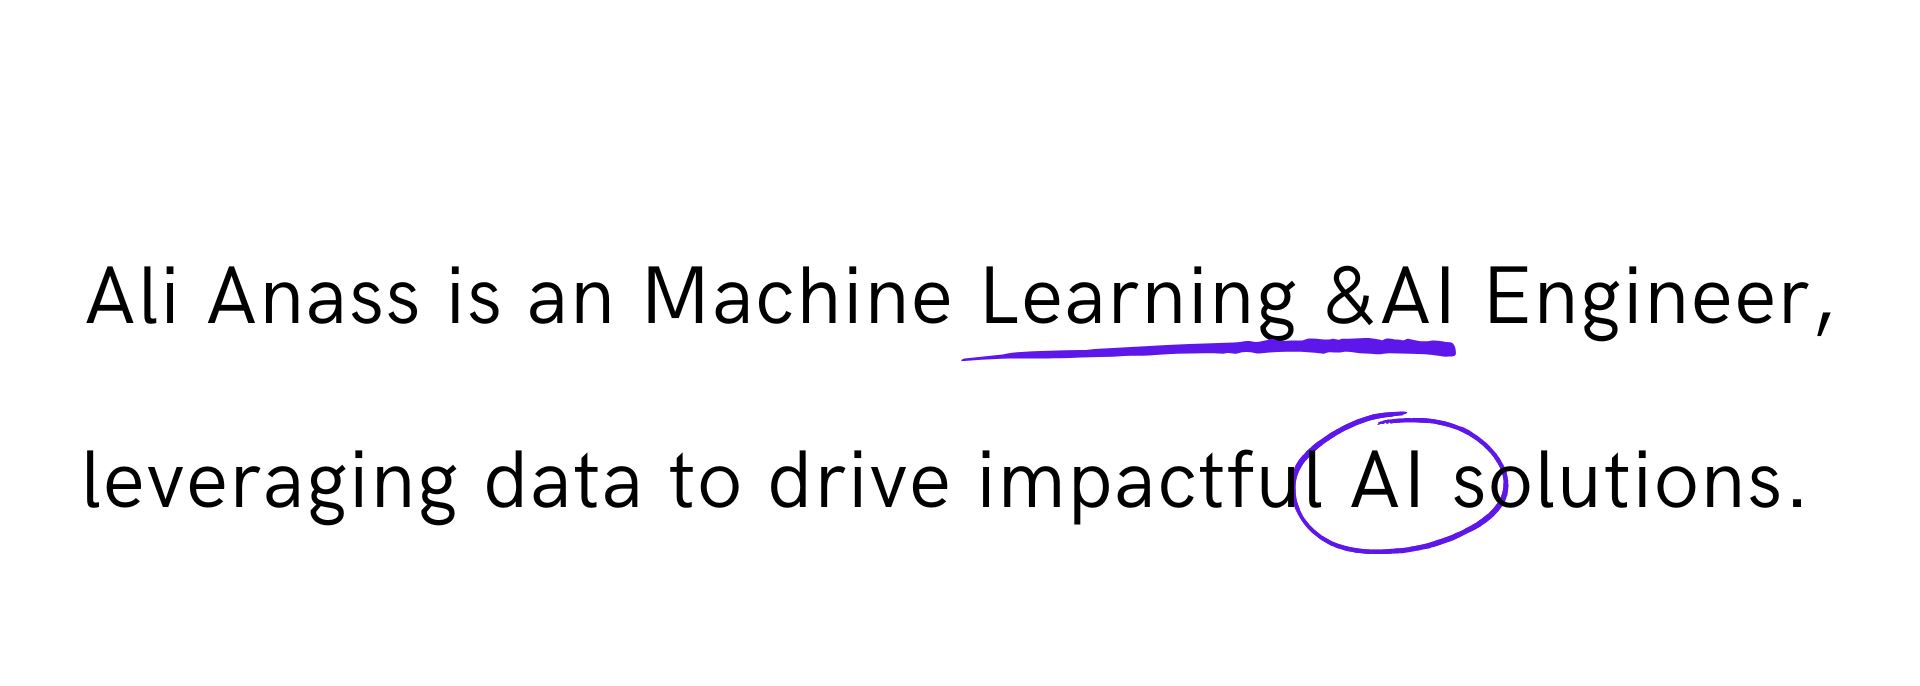 Ali Anass is an Machine Learning &AI Engineer,
leveraging data to drive impactful AI solutions.